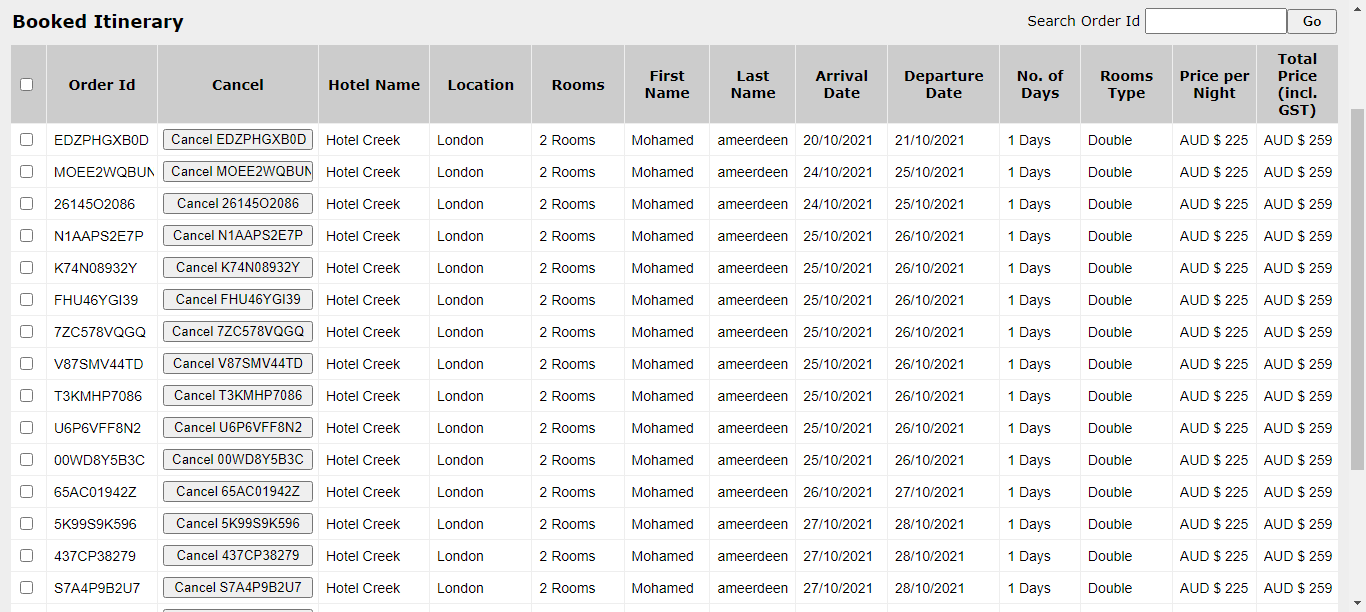 Booked Itinerary Search Order Id Go
Order Id Cancel Hotel Name Location Rooms First Name Last Name Arrival Date Departure Date No. of Days Rooms Type Price per Night Total Price (incl. GST)
EDZPHGXB0D Cancel EDZPHGXB0D Hotel Creek London 2 Rooms Mohamed ameerdeen 20/10/2021 21/10/2021 1 Days Double AUD $ 225 AUD $ 259
MOEE2WQBUN Cancel MOEE2WQBUN Hotel Creek London 2 Rooms Mohamed ameerdeen 24/10/2021 25/10/2021 1 Days Double AUD $ 225 AUD $ 259
26145O2086 Cancel 26145O2086 Hotel Creek London 2 Rooms Mohamed ameerdeen 24/10/2021 25/10/2021 1 Days Double AUD $ 225 AUD $ 259
N1AAPS2E7P Cancel N1AAPS2E7P Hotel Creek London 2 Rooms Mohamed ameerdeen 25/10/2021 26/10/2021 1 Days Double AUD $ 225 AUD $ 259
K74N08932Y Cancel K74N08932Y Hotel Creek London 2 Rooms Mohamed ameerdeen 25/10/2021 26/10/2021 1 Days Double AUD $ 225 AUD $ 259
FHU46YGI39 Cancel FHU46YGI39 Hotel Creek London 2 Rooms Mohamed ameerdeen 25/10/2021 26/10/2021 1 Days Double AUD $ 225 AUD $ 259
7ZC578VQGQ Cancel 7ZC578VQGQ Hotel Creek London 2 Rooms Mohamed ameerdeen 25/10/2021 26/10/2021 1 Days Double AUD $ 225 AUD $ 259
V87SMV44TD Cancel V87SMV44TD Hotel Creek London 2 Rooms Mohamed ameerdeen 25/10/2021 26/10/2021 1 Days Double AUD $ 225 AUD $ 259
T3KMHP7086 Cancel T3KMHP7086 Hotel Creek London 2 Rooms Mohamed ameerdeen 25/10/2021 26/10/2021 1 Days Double AUD $ 225 AUD $ 259
U6P6VFF8N2 Cancel U6P6VFF8N2 Hotel Creek London 2 Rooms Mohamed ameerdeen 25/10/2021 26/10/2021 1 Days Double AUD $ 225 AUD $ 259
00WD8Y5B3C Cancel 00WD8Y5B3C Hotel Creek London 2 Rooms Mohamed ameerdeen 25/10/2021 26/10/2021 1 Days Double AUD $ 225 AUD $ 259
65AC01942Z Cancel 65AC01942Z Hotel Creek London 2 Rooms Mohamed ameerdeen 26/10/2021 27/10/2021 1 Days Double AUD $ 225 AUD $ 259
5K99S9K596 Cancel 5K99S9K596 Hotel Creek London 2 Rooms Mohamed ameerdeen 27/10/2021 28/10/2021 1 Days Double AUD $ 225 AUD $ 259
437CP38279 Cancel 437CP38279 Hotel Creek London 2 Rooms Mohamed ameerdeen 27/10/2021 28/10/2021 1 Days Double AUD $ 225 AUD $ 259
S7A4P9B2U7 Cancel S7A4P9B2U7 Hotel Creek London 2 Rooms Mohamed ameerdeen 27/10/2021 28/10/2021 1 Days Double AUD $ 225 AUD $ 259